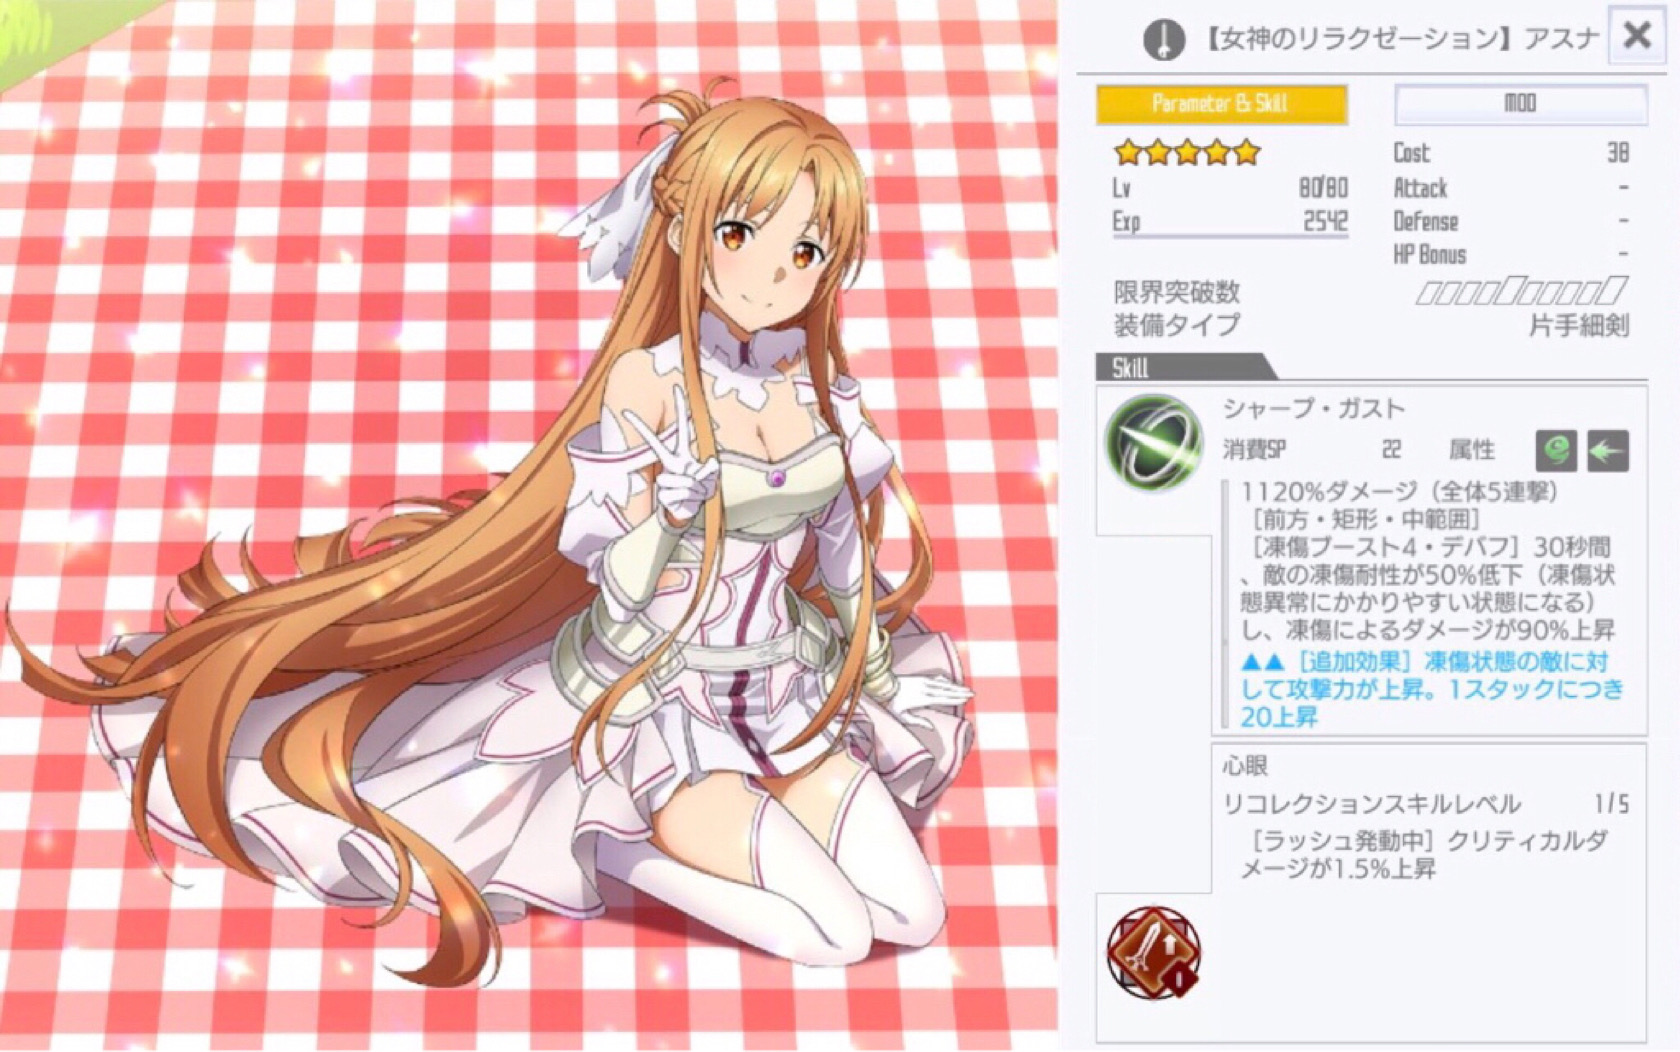 【女神のリラクゼーション】アスナ
Parameter & Skill
MOD
Lv 80/80
Exp 2542
Cost 38
Attack -
Defense -
HP Bonus -
限界突破数
装備タイプ 片手細剣
Skill
シャープ・ガスト
消費SP 22 属性
1120%ダメージ（全体5連撃）
［前方・矩形・中範囲］
［凍傷ブースト4・デバフ］30秒間
、敵の凍傷耐性が50%低下（凍傷状
態異常にかかりやすい状態になる）
し、凍傷によるダメージが90%上昇
▲▲［追加効果］凍傷状態の敵に対
して攻撃力が上昇。1スタックにつき
20上昇
心眼
リコレクションスキルレベル 1/5
［ラッシュ発動中］クリティカルダ
メージが1.5%上昇
I